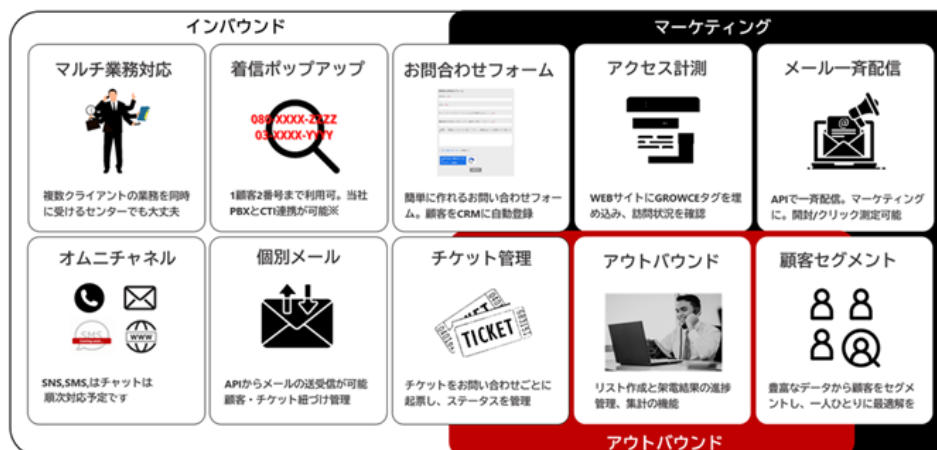 インバウンド
マーケティング
マルチ業務対応
複数クライアントの業務を同時
に受けるセンターでも大丈夫
着信ポップアップ
080-XXXX-ZZZZ
03-XXXX-YYYY
1顧客2番号まで利用可。当社
PBXとCTI連携が可能※
お問合わせフォーム
簡単に作れるお問い合わせフォー
ム。顧客をCRMに自動登録
アクセス計測
WEBサイトにGROWCEタグを埋
め込み、訪問状況を確認
メール一斉配信
APIで一斉配信。マーケティング
に。開封/クリック測定可能
オムニチャネル
SMS
WWW
SNS,SMS,はチャットは
順次対応予定です
個別メール
APIからメールの送受信が可能
顧客・チケット紐づけ管理
チケット管理
TICKET
チケットをお問い合わせごとに
起票し、ステータスを管理
アウトバウンド
リスト作成と架電結果の進捗
管理、集計の機能
顧客セグメント
豊富なデータから顧客をセグメ
ントし、一人ひとりに最適解を
アウトバウンド